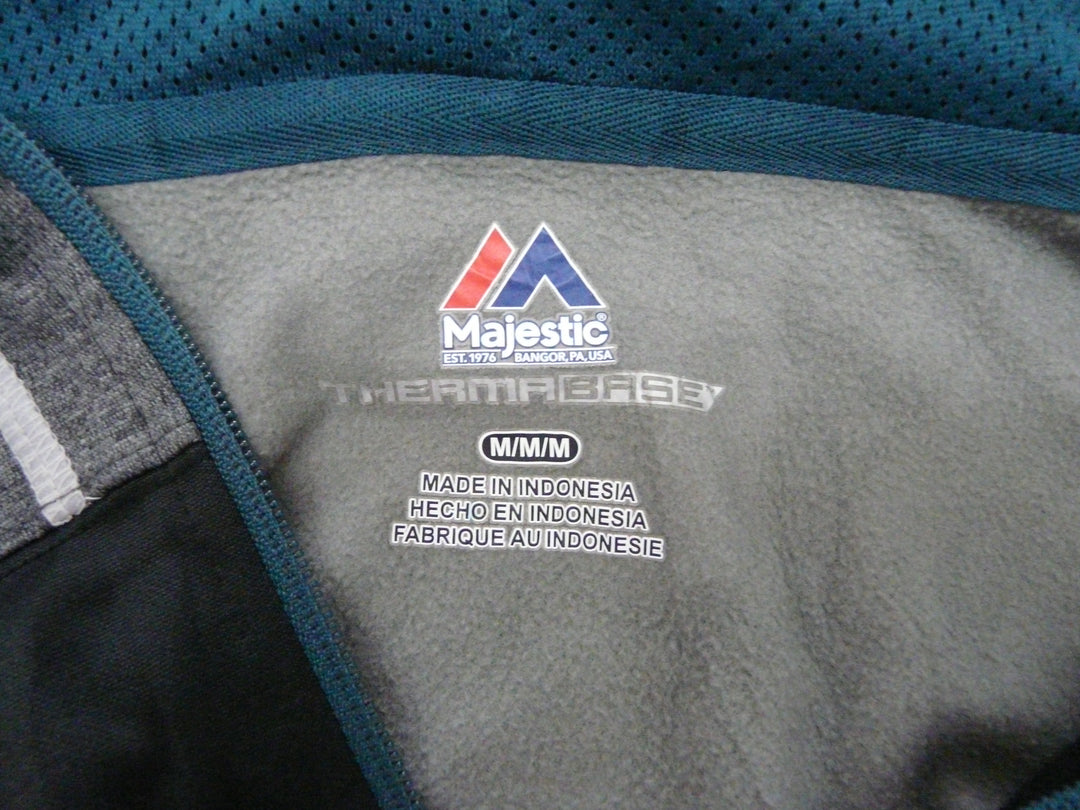 Majestic®
EST. 1976 BANGOR, PA, USA
THERMABASE
M/M/M
MADE IN INDONESIA
HECHO EN INDONESIA
FABRIQUE AU INDONESIE